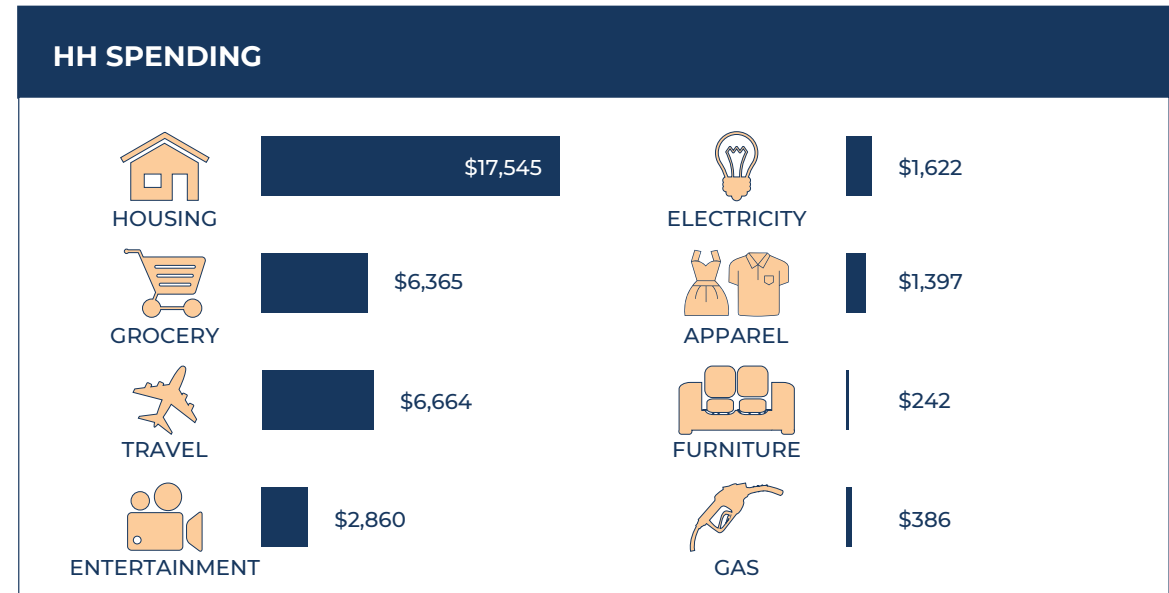 HH SPENDING
$17,545
HOUSING
$6,365
GROCERY
$6,664
TRAVEL
$2,860
ENTERTAINMENT
$1,622
ELECTRICITY
$1,397
APPAREL
$242
FURNITURE
$386
GAS